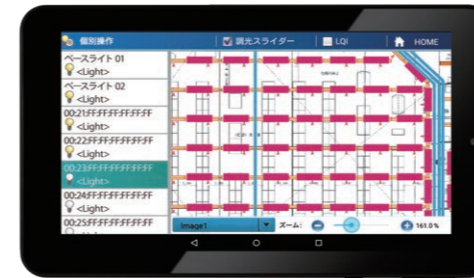 個別操作
調光スライダー
LQI
HOME
ベースライト 01
<Light>
ベースライト 02
<Light>
00:21:FF:FF:FF:FF:FF:FF
<Light>
00:22:FF:FF:FF:FF:FF:FF
<Light>
00:23:FF:FF:FF:FF:FF:FF
<Light>
00:24:FF:FF:FF:FF:FF:FF
<Light>
00:25:FF:FF:FF:FF:FF:FF
Image1
ズーム:
161.0%